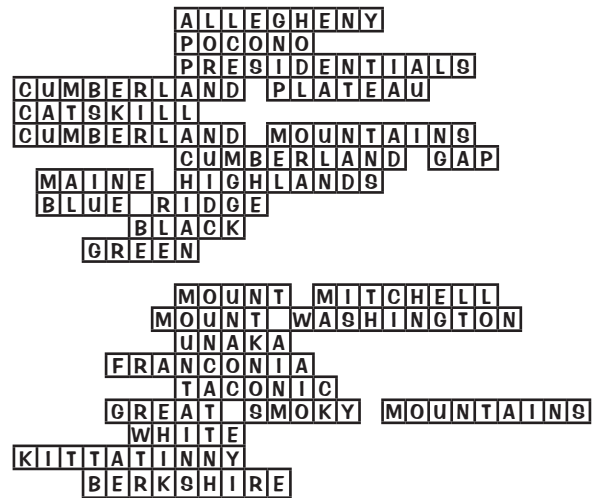 ALLEGHENY
POCONO
PRESIDENTIALS
CUMBERLAND PLATEAU
CATSKILL
CUMBERLAND MOUNTAINS
CUMBERLAND GAP
MAINE HIGHLANDS
BLUE RIDGE
BLACK
GREEN
MOUNT MITCHELL
MOUNT WASHINGTON
UNAKA
FRANCONIA
TACONIC
GREAT SMOKY MOUNTAINS
WHITE
KITTATINNY
BERKSHIRE